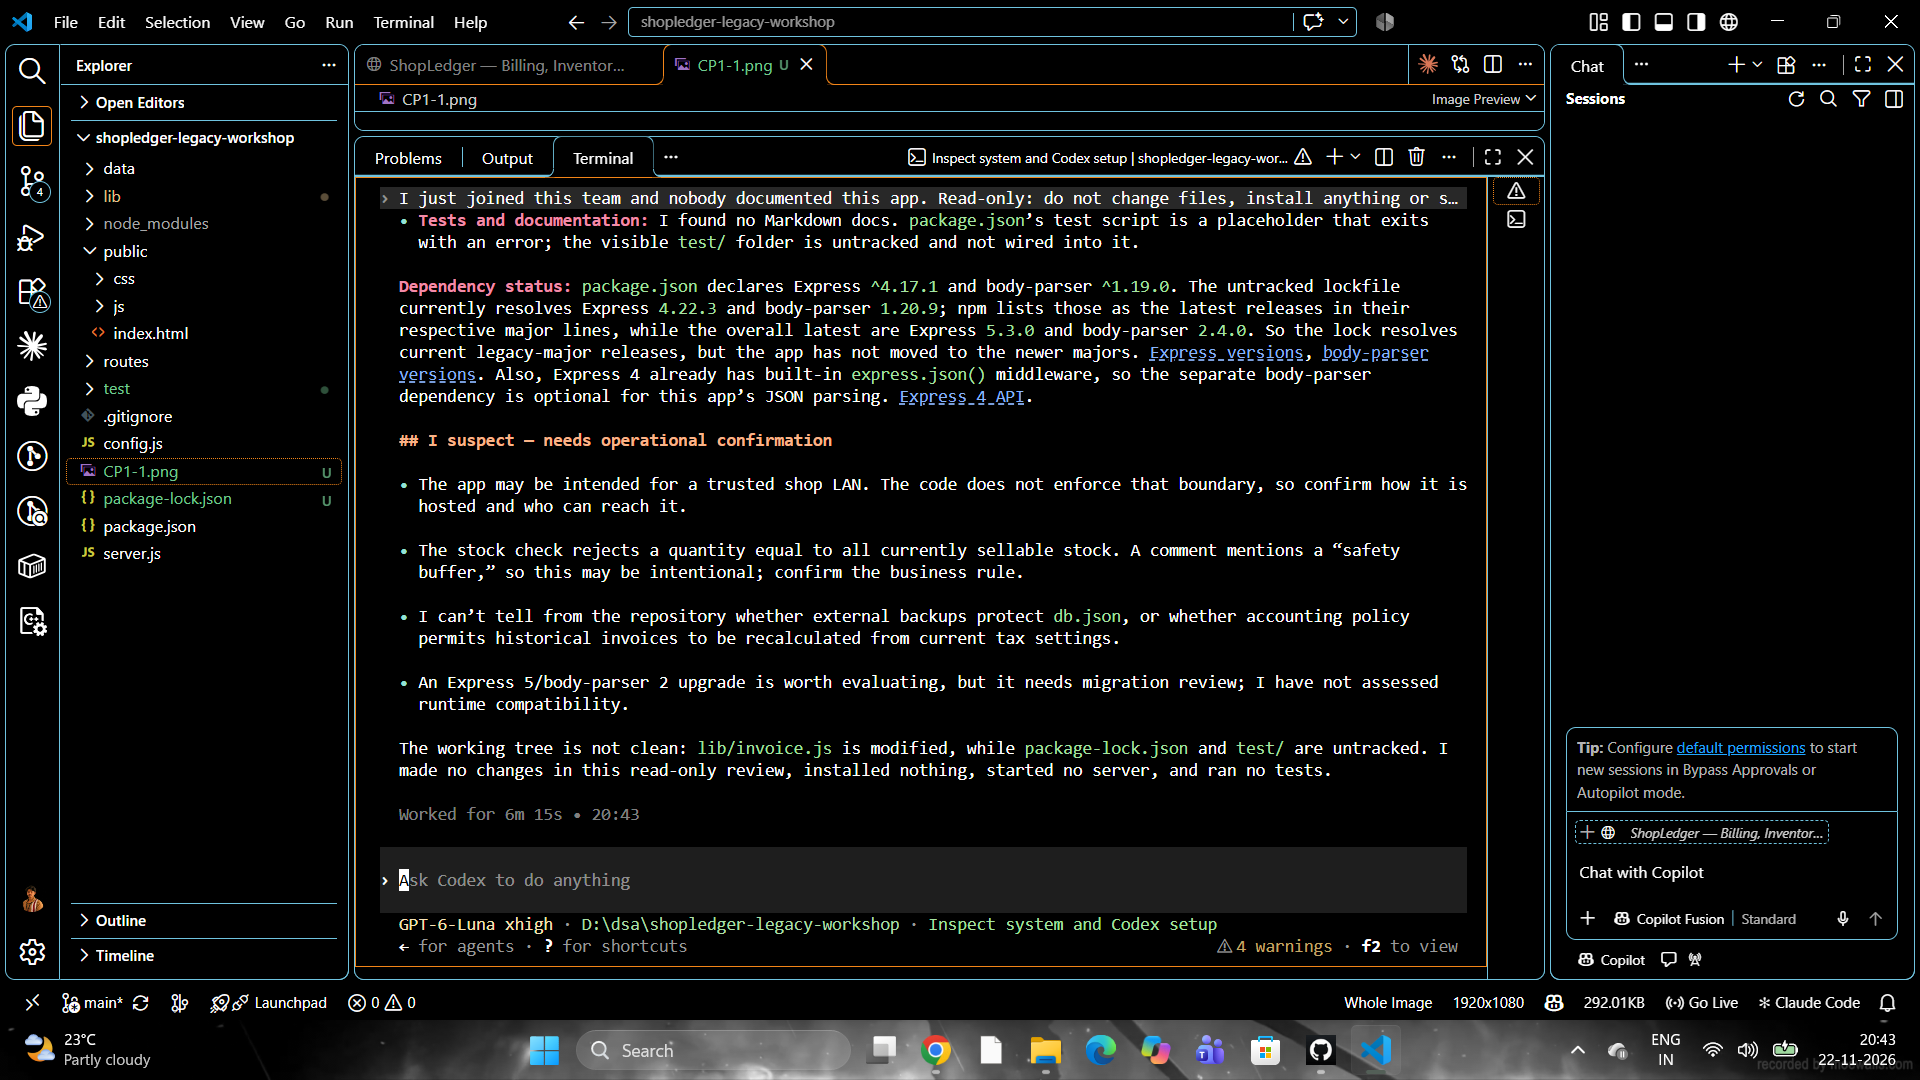 File Edit Selection View Go Run Terminal Help
shopledger-legacy-workshop
Explorer
Open Editors
shopledger-legacy-workshop
data
lib
node_modules
public
css
js
index.html
routes
test
.gitignore
config.js
CP1-1.png U
package-lock.json U
package.json
server.js
Outline
Timeline
4
ShopLedger — Billing, Inventor...
CP1-1.png U
CP1-1.png
Image Preview
Problems Output Terminal
Inspect system and Codex setup | shopledger-legacy-wor...
› I just joined this team and nobody documented this app. Read-only: do not change files, install anything or s…
• Tests and documentation: I found no Markdown docs. package.json’s test script is a placeholder that exits
with an error; the visible test/ folder is untracked and not wired into it.
Dependency status: package.json declares Express ^4.17.1 and body-parser ^1.19.0. The untracked lockfile
currently resolves Express 4.22.3 and body-parser 1.20.9; npm lists those as the latest releases in their
respective major lines, while the overall latest are Express 5.3.0 and body-parser 2.4.0. So the lock resolves
current legacy-major releases, but the app has not moved to the newer majors. Express versions, body-parser
versions. Also, Express 4 already has built-in express.json() middleware, so the separate body-parser
dependency is optional for this app’s JSON parsing. Express 4 API.
## I suspect — needs operational confirmation
• The app may be intended for a trusted shop LAN. The code does not enforce that boundary, so confirm how it is
hosted and who can reach it.
• The stock check rejects a quantity equal to all currently sellable stock. A comment mentions a “safety
buffer,” so this may be intentional; confirm the business rule.
• I can’t tell from the repository whether external backups protect db.json, or whether accounting policy
permits historical invoices to be recalculated from current tax settings.
• An Express 5/body-parser 2 upgrade is worth evaluating, but it needs migration review; I have not assessed
runtime compatibility.
The working tree is not clean: lib/invoice.js is modified, while package-lock.json and test/ are untracked. I
made no changes in this read-only review, installed nothing, started no server, and ran no tests.
Worked for 6m 15s • 20:43
› Ask Codex to do anything
GPT-6-Luna xhigh · D:\dsa\shopledger-legacy-workshop · Inspect system and Codex setup
← for agents · ? for shortcuts
⚠ 4 warnings · f2 to view
Chat
Sessions
Tip: Configure default permissions to start
new sessions in Bypass Approvals or
Autopilot mode.
ShopLedger — Billing, Inventor...
Chat with Copilot
Copilot Fusion | Standard
Copilot
main* Launchpad 0 0
Whole Image 1920x1080 292.01KB Go Live Claude Code
23°C
Partly cloudy
Search
ENG
IN
20:43
22-11-2026